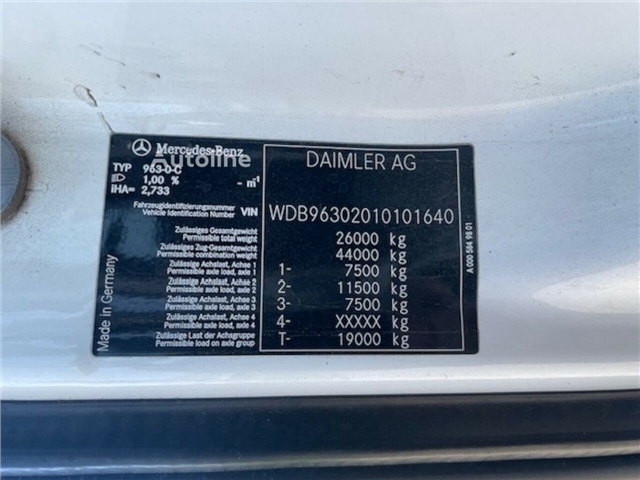 Mercedes-Benz
DAIMLER AG
Autoline
TYP 963-0-C
1,00 % - m⁻¹
iHA= 2,733
Fahrzeugidentifizierungsnummer
Vehicle Identification Number VIN WDB96302010101640
Zulässiges Gesamtgewicht
Permissible total weight 26000 kg
Zulässiges Zug-Gesamtgewicht
Permissible combination weight 44000 kg
Zulässige Achslast, Achse 1
Permissible axle load, axle 1 1- 7500 kg
Zulässige Achslast, Achse 2
Permissible axle load, axle 2 2- 11500 kg
Zulässige Achslast, Achse 3
Permissible axle load, axle 3 3- 7500 kg
Zulässige Achslast, Achse 4
Permissible axle load, axle 4 4- XXXXX kg
Zulässige Last der Achsgruppe
Permissible load on axle group T- 19000 kg
Made in Germany
A 000 584 98 01